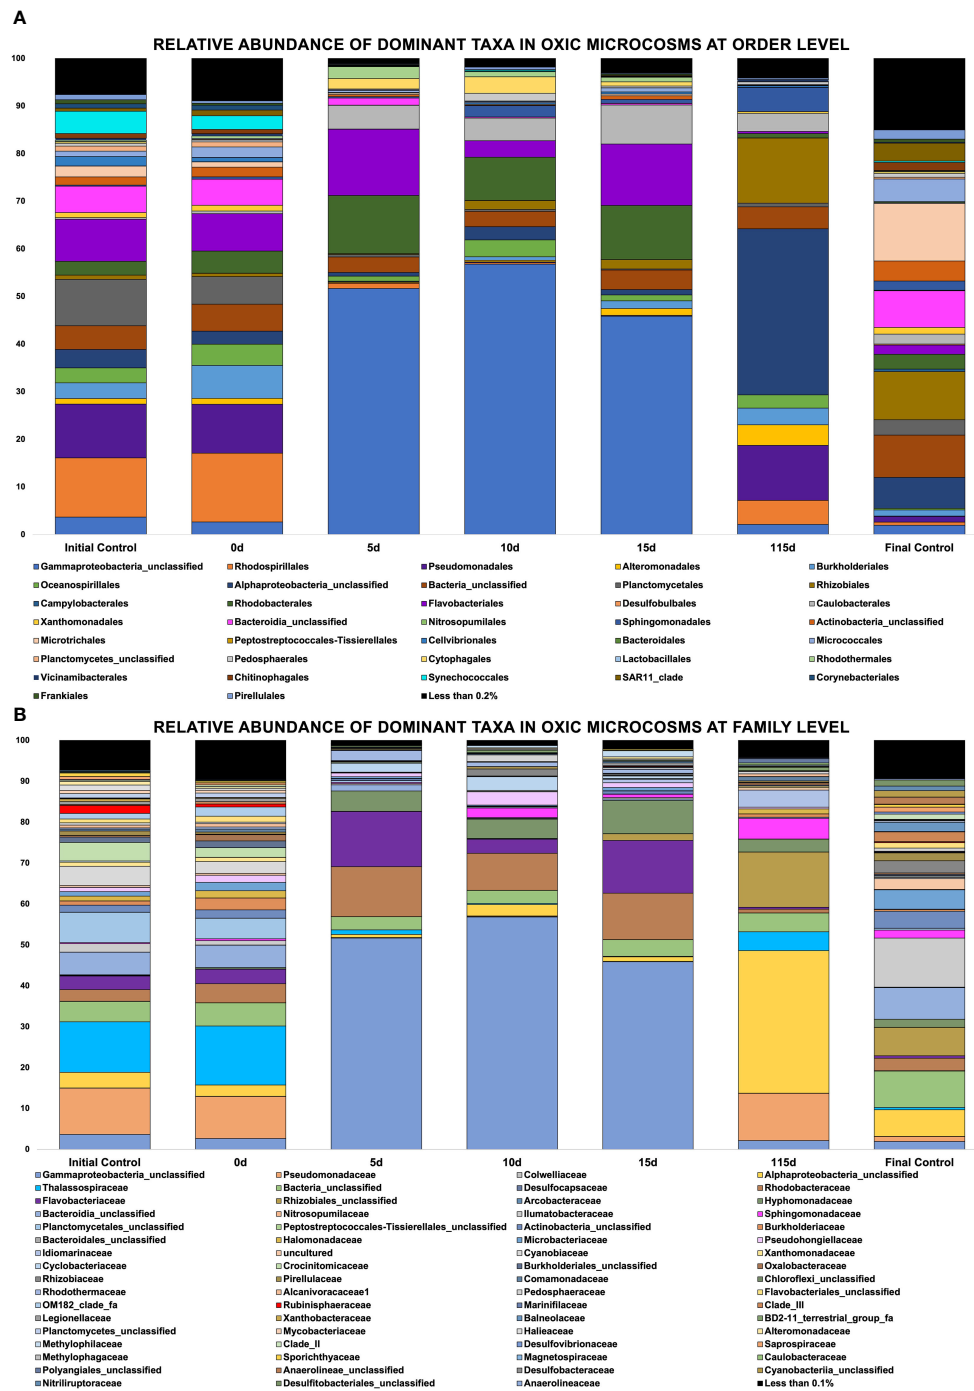 A
RELATIVE ABUNDANCE OF DOMINANT TAXA IN OXIC MICROCOSMS AT ORDER LEVEL
100
90
80
70
60
50
40
30
20
10
0
Initial Control 0d 5d 10d 15d 115d Final Control
Gammaproteobacteria_unclassified Rhodospirillales Pseudomonadales Alteromonadales Burkholderiales
Oceanospirillales Alphaproteobacteria_unclassified Bacteria_unclassified Planctomycetales Rhizobiales
Campylobacterales Rhodobacterales Flavobacteriales Desulfobulbales Caulobacterales
Xanthomonadales Bacteroidia_unclassified Nitrosopumilales Sphingomonadales Actinobacteria_unclassified
Microtrichales Peptostreptococcales-Tissierellales Cellvibrionales Bacteroidales Micrococcales
Planctomycetes_unclassified Pedosphaerales Cytophagales Lactobacillales Rhodothermales
Vicinamibacterales Chitinophagales Synechococcales SAR11_clade Corynebacteriales
Frankiales Pirellulales Less than 0.2%
B
RELATIVE ABUNDANCE OF DOMINANT TAXA IN OXIC MICROCOSMS AT FAMILY LEVEL
100
90
80
70
60
50
40
30
20
10
0
Initial Control 0d 5d 10d 15d 115d Final Control
Gammaproteobacteria_unclassified Pseudomonadaceae Colwelliaceae Alphaproteobacteria_unclassified
Thalassospiraceae Bacteria_unclassified Desulfocapsaceae Rhodobacteraceae
Flavobacteriaceae Rhizobiales_unclassified Arcobacteraceae Hyphomonadaceae
Bacteroidia_unclassified Nitrosopumilaceae Ilumatobacteraceae Sphingomonadaceae
Planctomycetales_unclassified Peptostreptococcales-Tissierellales_unclassified Actinobacteria_unclassified Burkholderiaceae
Bacteroidales_unclassified Halomonadaceae Microbacteriaceae Pseudohongiellaceae
Idiomarinaceae uncultured Cyanobiaceae Xanthomonadaceae
Cyclobacteriaceae Crocinitomicaceae Burkholderiales_unclassified Oxalobacteraceae
Rhizobiaceae Pirellulaceae Comamonadaceae Chloroflexi_unclassified
Rhodothermaceae Alcanivoracaceae1 Pedosphaeraceae Flavobacteriales_unclassified
OM182_clade_fa Rubinisphaeraceae Marinifilaceae Clade_III
Legionellaceae Xanthobacteraceae Balneolaceae BD2-11_terrestrial_group_fa
Planctomycetes_unclassified Mycobacteriaceae Halieaceae Alteromonadaceae
Methylophilaceae Clade_II Desulfovibrionaceae Saprospiraceae
Methylophagaceae Sporichthyaceae Magnetospiraceae Caulobacteraceae
Polyangiales_unclassified Anaerolineae_unclassified Desulfobacteraceae Cyanobacteriia_unclassified
Nitriliruptoraceae Desulfitobacteriales_unclassified Anaerolineaceae Less than 0.1%